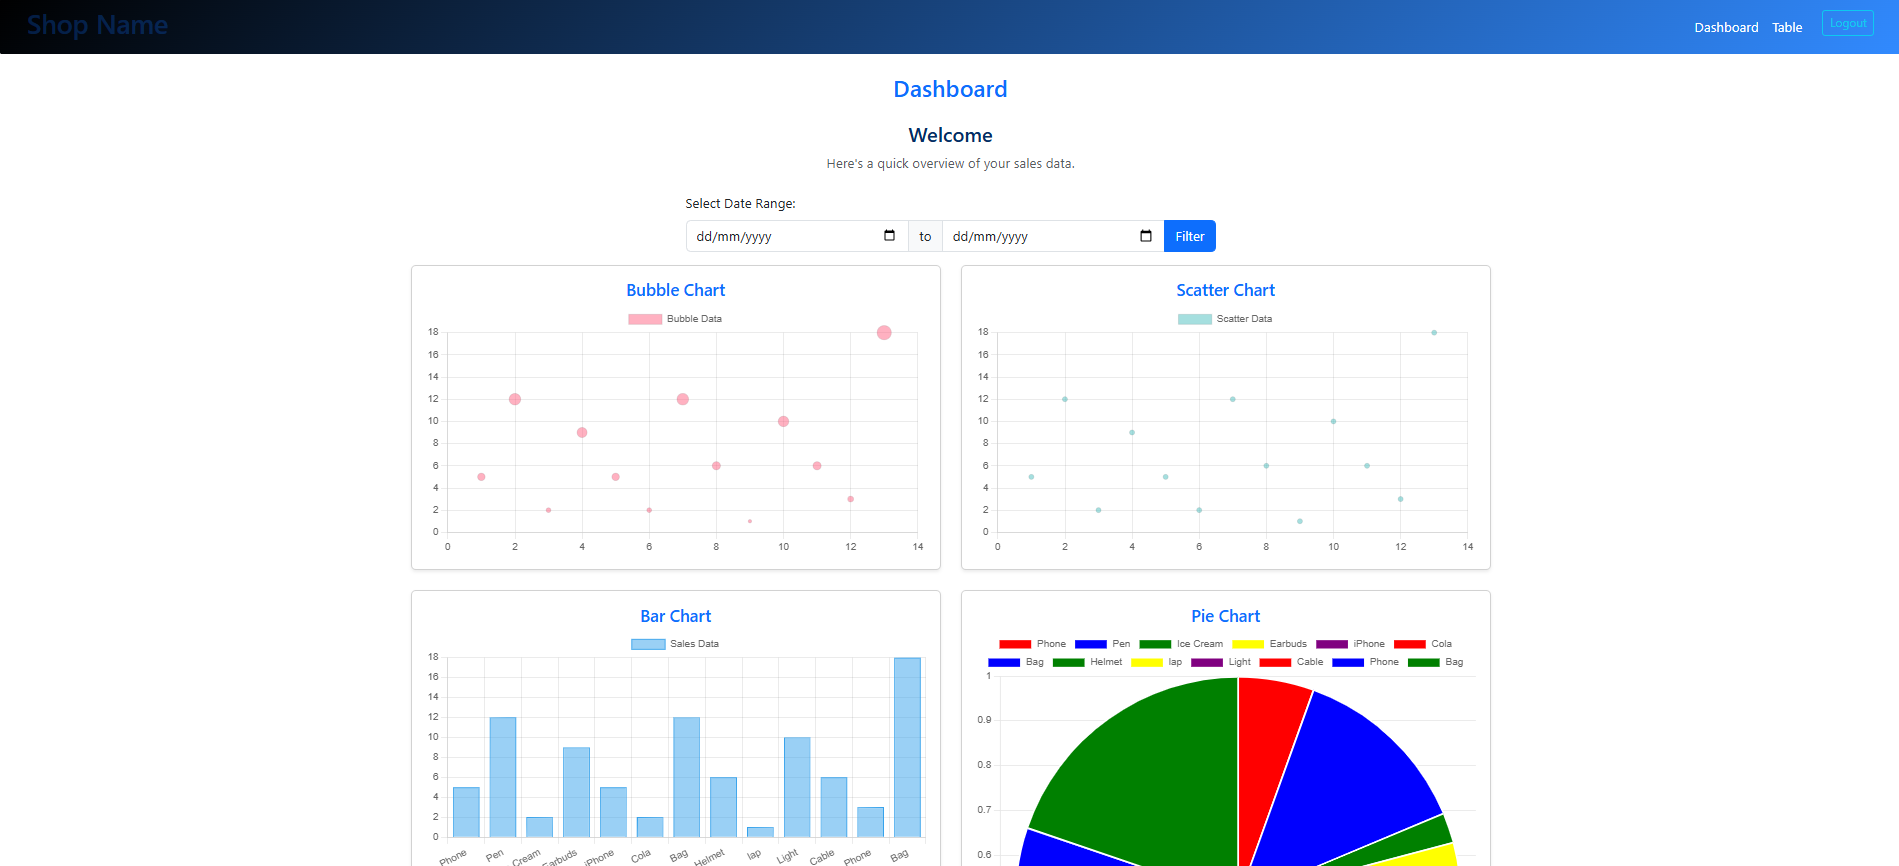 Shop Name
Dashboard Table Logout
Dashboard
Welcome
Here's a quick overview of your sales data.
Select Date Range:
dd/mm/yyyy to dd/mm/yyyy Filter
Bubble Chart
Bubble Data
18
16
14
12
10
8
6
4
2
0
0 2 4 6 8 10 12 14
Scatter Chart
Scatter Data
18
16
14
12
10
8
6
4
2
0
0 2 4 6 8 10 12 14
Bar Chart
Sales Data
18
16
14
12
10
8
6
4
2
0
Phone Pen Cream Earbuds iPhone Cola Bag Helmet lap Light Cable Phone Bag
Pie Chart
Phone Pen Ice Cream Earbuds iPhone Cola
Bag Helmet lap Light Cable Phone Bag
1
0.9
0.8
0.7
0.6